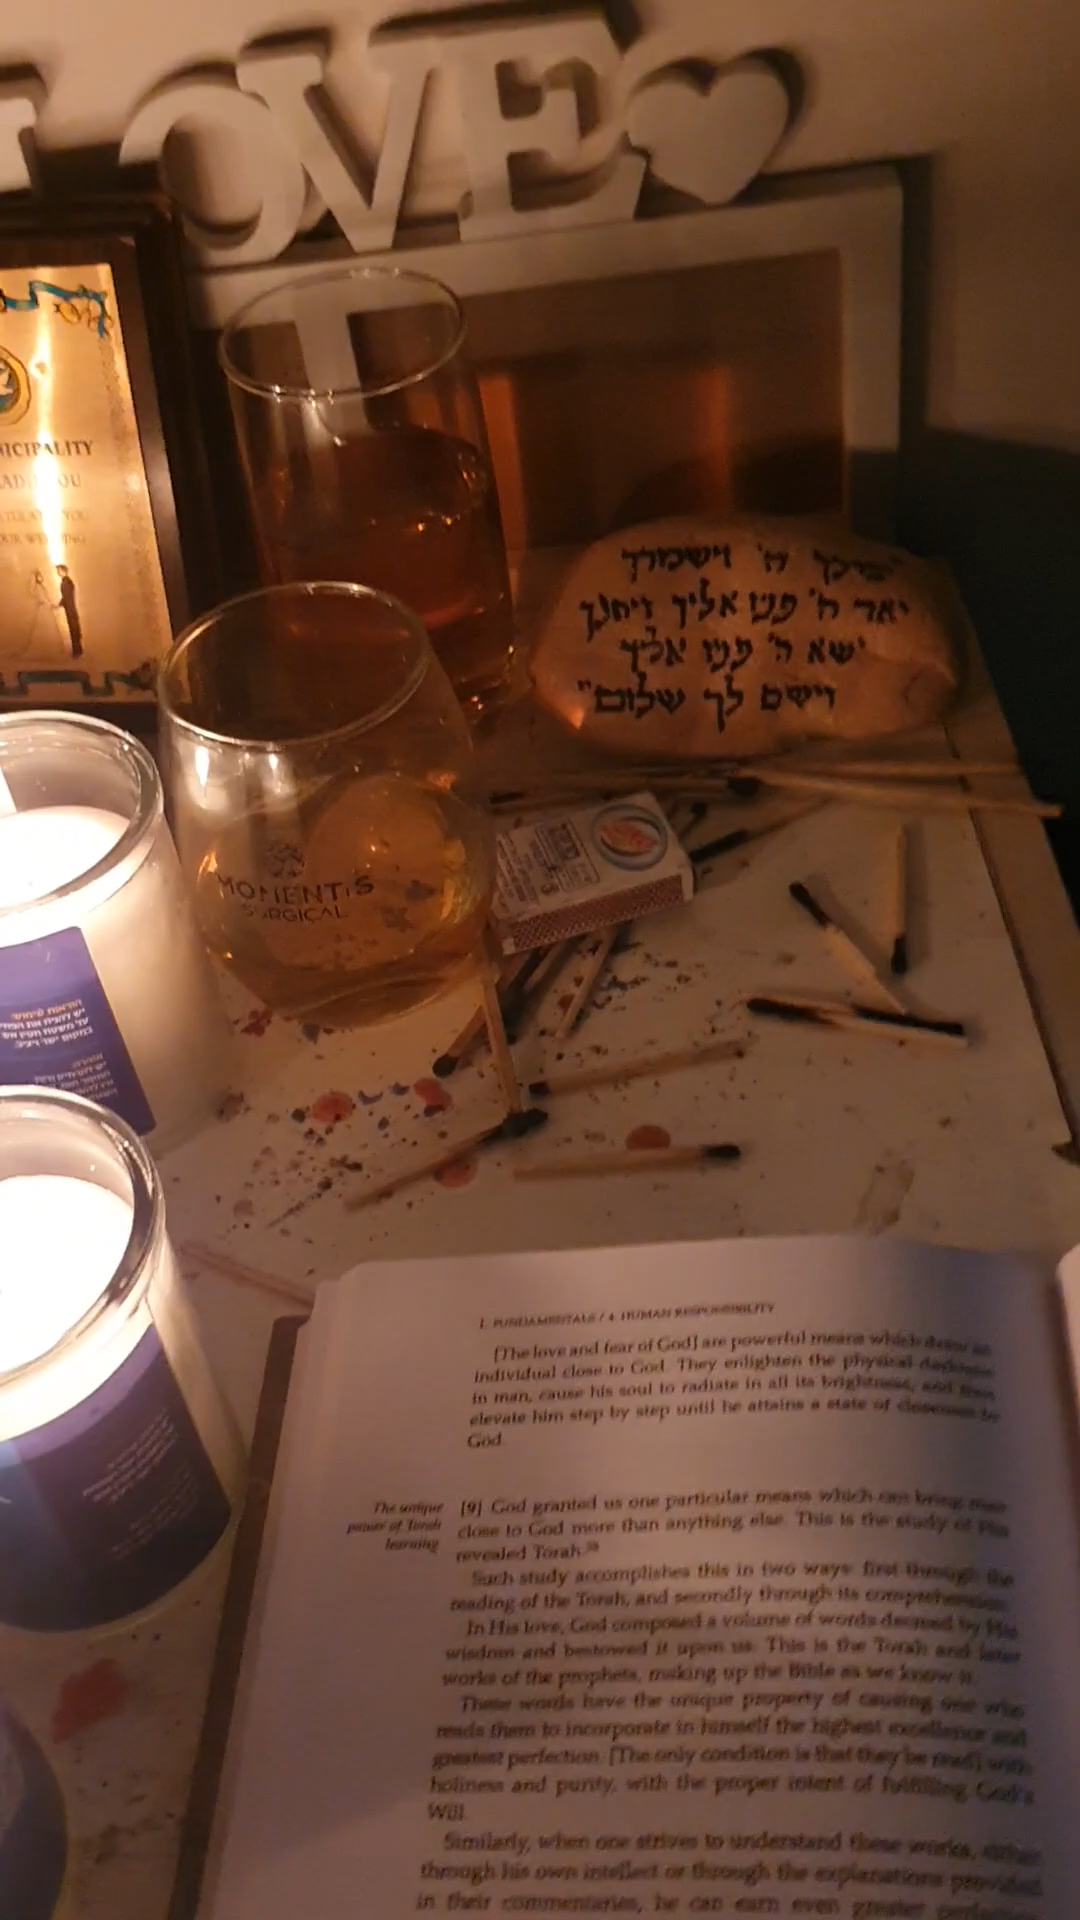 OVE
NICIPALITY
YOU
יברכך ה' וישמרך
יאר ה' פניו אליך ויחנך
ישא ה' פניו אליך
וישם לך שלום"
MOMENTIS
SURGICAL
הוראות שימוש:
I. FUNDAMENTALS / 4. HUMAN RESPONSIBILITY
[The love and fear of God] are powerful means which draw an
individual close to God. They enlighten the physical darkness
in man, cause his soul to radiate in all its brightness, and
elevate him step by step until he attains a state of closeness to
God.
The unique
power of Torah
learning
[9] God granted us one particular means which can bring man
close to God more than anything else. This is the study of His
revealed Torah.
Such study accomplishes this in two ways: first through the
reading of the Torah, and secondly through its comprehension.
In His love, God composed a volume of words decreed by His
wisdom and bestowed it upon us. This is the Torah and later
works of the prophets, making up the Bible as we know it.
These words have the unique property of causing one who
reads them to incorporate in himself the highest excellence and
greatest perfection. [The only condition is that they be read] with
holiness and purity, with the proper intent of fulfilling God's
Will.
Similarly, when one strives to understand these works, either
through his own intellect or through the explanations provided
in their commentaries, he can earn even greater perfection